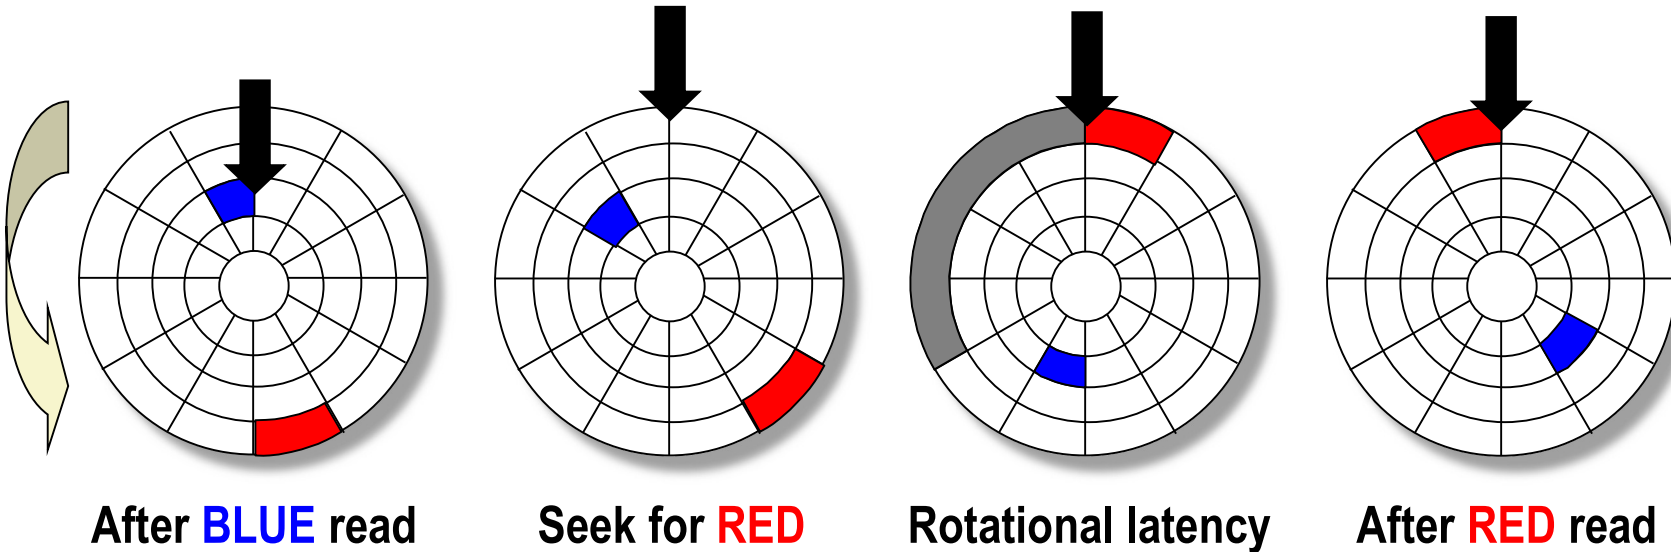 After BLUE read
Seek for RED
Rotational latency
After RED read